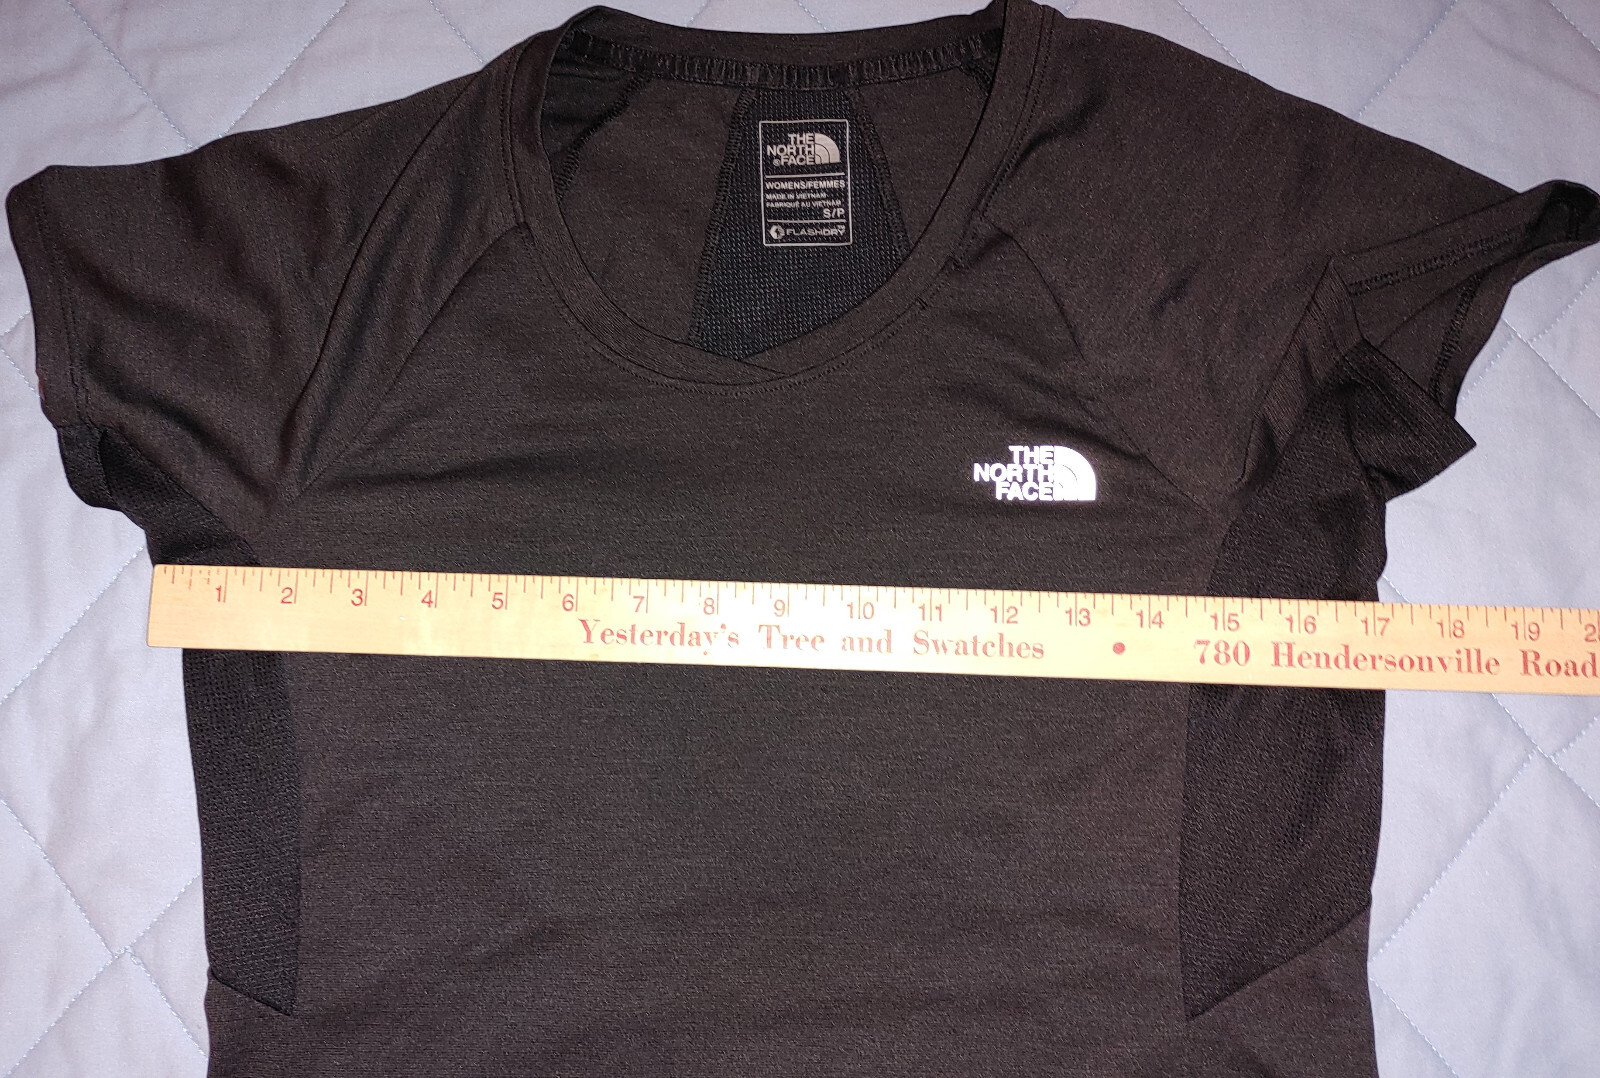 THE
NORTH
FACE
WOMENS/FEMMES
MADE IN VIETNAM
FABRIQUÉ AU VIETNAM
S/P
FLASHDRY™
THE
NORTH
FACE
1 2 3 4 5 6 7 8 9 10 11 12 13 14 15 16 17 18 19
Yesterday's Tree and Swatches • 780 Hendersonville Road